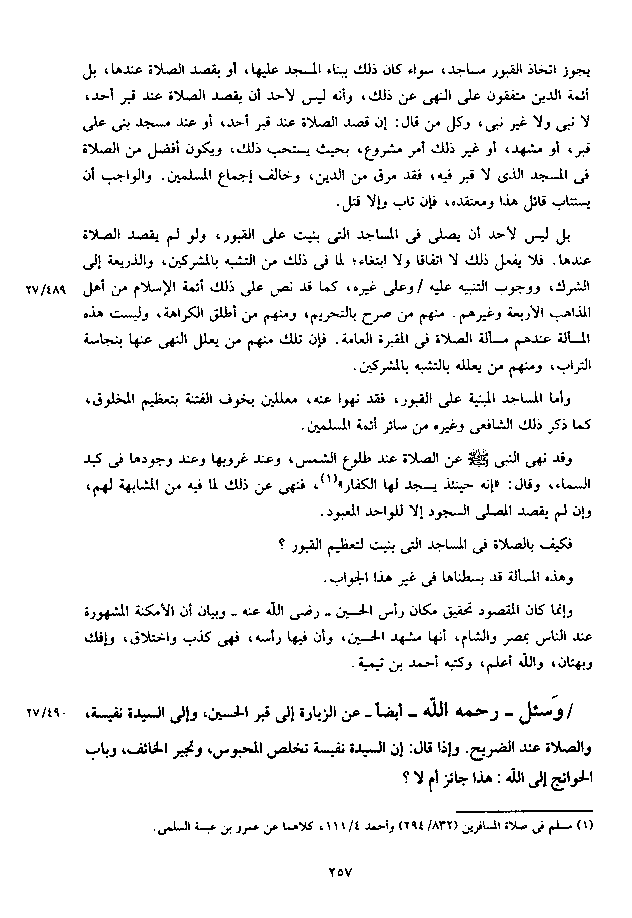 يجوز اتخاذ القبور مساجد، سواء كان ذلك ببناء المسجد عليها، أو بقصد الصلاة عندها، بل
أئمة الدين متفقون على النهى عن ذلك، وأنه ليس لأحد أن يقصد الصلاة عند قبر أحد،
لا نبى ولا غير نبى، وكل من قال: إن قصد الصلاة عند قبر أحد، أو عند مسجد بنى على
قبر، أو مشهد، أو غير ذلك أمر مشروع، بحيث يستحب ذلك، ويكون أفضل من الصلاة
فى المسجد الذى لا قبر فيه، فقد مرق من الدين، وخالف إجماع المسلمين. والواجب أن
يستتاب قائل هذا ومعتقده، فإن تاب وإلا قتل.
بل ليس لأحد أن يصلى فى المساجد التى بنيت على القبور، ولو لم يقصد الصلاة
عندها. فلا يفعل ذلك لا اتفاقا ولا ابتغاء؛ لما فى ذلك من التشبه بالمشركين، والذريعة إلى
الشرك، ووجوب التنبيه عليه /وعلى غيره، كما قد نص على ذلك أئمة الإسلام من أهل ٢٧/٤٨٩
المذاهب الأربعة وغيرهم. منهم من صرح بالتحريم، ومنهم من أطلق الكراهة، وليست هذه
المسألة عندهم مسألة الصلاة فى المقبرة العامة. فإن تلك منهم من يعلل النهى عنها بنجاسة
التراب، ومنهم من يعلله بالتشبه بالمشركين.
وأما المساجد المبنية على القبور، فقد نهوا عنه، معللين بخوف الفتنة بتعظيم المخلوق،
كما ذكر ذلك الشافعى وغيره من سائر أئمة المسلمين.
وقد نهى النبى ﷺ عن الصلاة عند طلوع الشمس، وعند غروبها وعند وجودها فى كبد
السماء، وقال: «إنه حينئذ يسجد لها الكفار»(١)، فنهى عن ذلك لما فيه من المشابهة لهم،
وإن لم يقصد المصلى السجود إلا للواحد المعبود.
فكيف بالصلاة فى المساجد التى بنيت لتعظيم القبور ؟
وهذه المسألة قد بسطناها فى غير هذا الجواب.
وإنما كان المقصود تحقيق مكان رأس الحسين ـ رضى الله عنه ـ وبيان أن الأمكنة المشهورة
عند الناس بمصر والشام، أنها مشهد الحسين، وأن فيها رأسه، فهى كذب واختلاق، وإفك
وبهتان، والله أعلم، وكتبه أحمد بن تيمية.
/وَسئل ـ رحمه الله ـ أيضاً ـ عن الزيارة إلى قبر الحسين، وإلى السيدة نفيسة، ٢٧/٤٩٠
والصلاة عند الضريح. وإذا قال: إن السيدة نفيسة تخلص المحبوس، وتجير الخائف، وباب
الحوائج إلى الله : هذا جائز أم لا ؟
(١) مسلم فى صلاة المسافرين (٨٣٢/ ٢٩٤) وأحمد ٤/ ١١١، كلاهما عن عمرو بن عبسة السلمى.
٢٥٧